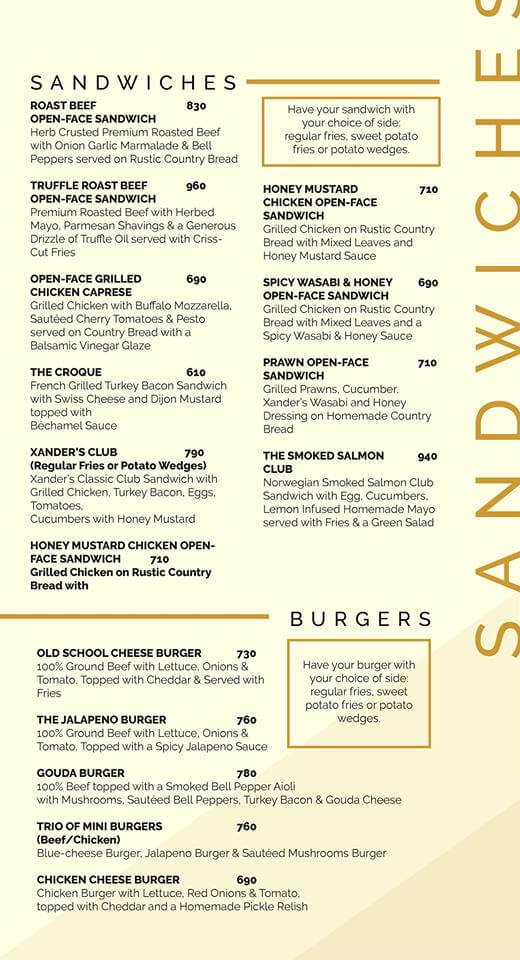 SANDWICHES
ROAST BEEF 830
OPEN-FACE SANDWICH
Herb Crusted Premium Roasted Beef
with Onion Garlic Marmalade & Bell
Peppers served on Rustic Country Bread
TRUFFLE ROAST BEEF 960
OPEN-FACE SANDWICH
Premium Roasted Beef with Herbed
Mayo, Parmesan Shavings & a Generous
Drizzle of Truffle Oil served with Criss-
Cut Fries
OPEN-FACE GRILLED 690
CHICKEN CAPRESE
Grilled Chicken with Buffalo Mozzarella,
Sautéed Cherry Tomatoes & Pesto
served on Country Bread with a
Balsamic Vinegar Glaze
THE CROQUE 610
French Grilled Turkey Bacon Sandwich
with Swiss Cheese and Dijon Mustard
topped with
Béchamel Sauce
XANDER'S CLUB 790
(Regular Fries or Potato Wedges)
Xander's Classic Club Sandwich with
Grilled Chicken, Turkey Bacon, Eggs,
Tomatoes,
Cucumbers with Honey Mustard
HONEY MUSTARD CHICKEN OPEN-
FACE SANDWICH 710
Grilled Chicken on Rustic Country
Bread with
Have your sandwich with
your choice of side:
regular fries, sweet potato
fries or potato wedges.
HONEY MUSTARD 710
CHICKEN OPEN-FACE
SANDWICH
Grilled Chicken on Rustic Country
Bread with Mixed Leaves and
Honey Mustard Sauce
SPICY WASABI & HONEY 690
OPEN-FACE SANDWICH
Grilled Chicken on Rustic Country
Bread with Mixed Leaves and a
Spicy Wasabi & Honey Sauce
PRAWN OPEN-FACE 710
SANDWICH
Grilled Prawns, Cucumber,
Xander's Wasabi and Honey
Dressing on Homemade Country
Bread
THE SMOKED SALMON 940
CLUB
Norwegian Smoked Salmon Club
Sandwich with Egg, Cucumbers,
Lemon Infused Homemade Mayo
served with Fries & a Green Salad
SANDWICHES
BURGERS
OLD SCHOOL CHEESE BURGER 730
100% Ground Beef with Lettuce, Onions &
Tomato, Topped with Cheddar & Served with
Fries
THE JALAPENO BURGER 760
100% Ground Beef with Lettuce, Onions &
Tomato, Topped with a Spicy Jalapeno Sauce
Have your burger with
your choice of side:
regular fries, sweet
potato fries or potato
wedges.
GOUDA BURGER 780
100% Beef topped with a Smoked Bell Pepper Aioli
with Mushrooms, Sautéed Bell Peppers, Turkey Bacon & Gouda Cheese
TRIO OF MINI BURGERS 760
(Beef/Chicken)
Blue-cheese Burger, Jalapeno Burger & Sautéed Mushrooms Burger
CHICKEN CHEESE BURGER 690
Chicken Burger with Lettuce, Red Onions & Tomato,
topped with Cheddar and a Homemade Pickle Relish